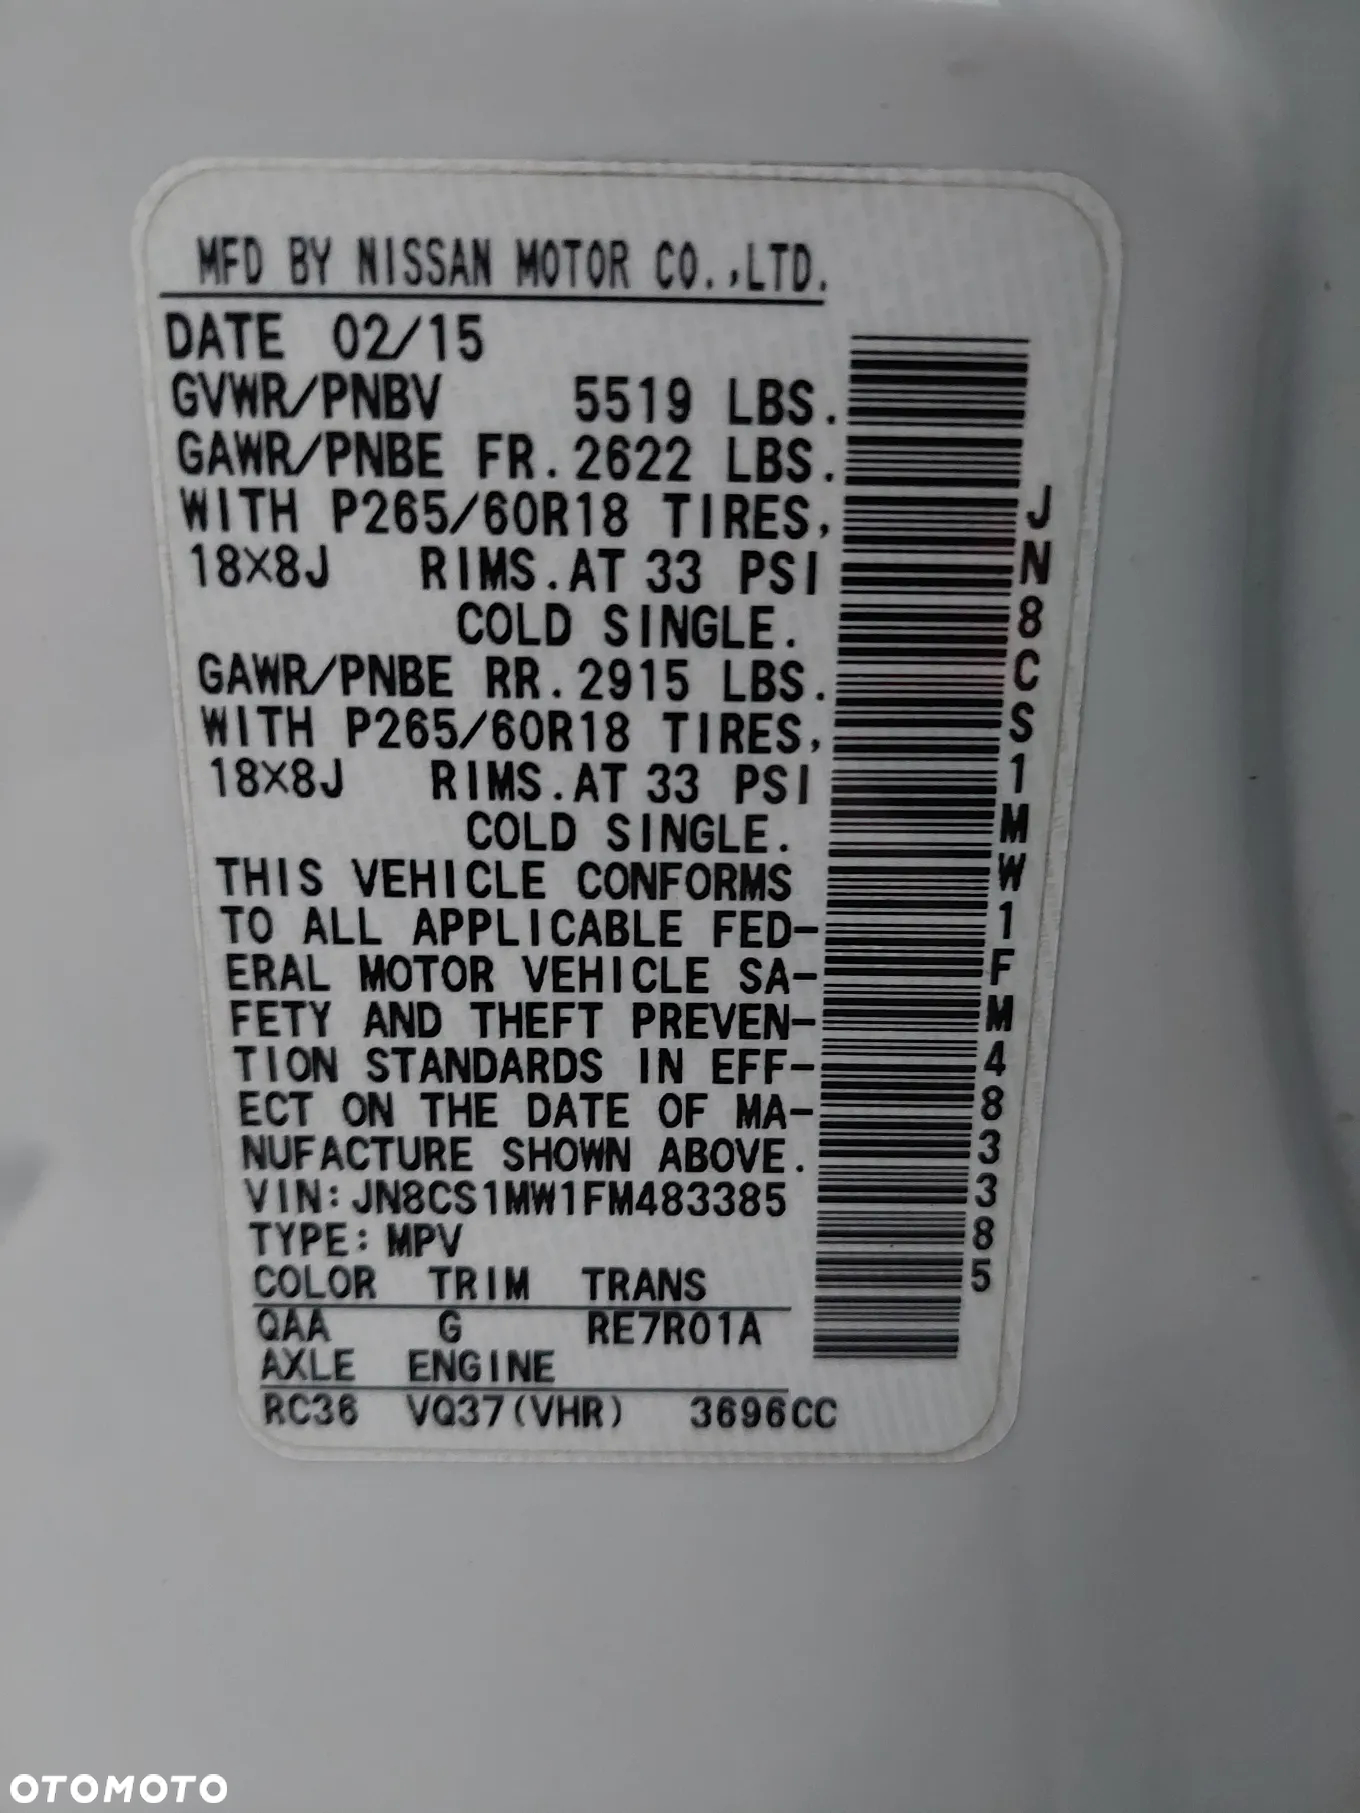 MFD BY NISSAN MOTOR CO.,LTD.
DATE 02/15
GVWR/PNBV 5519 LBS.
GAWR/PNBE FR.2622 LBS.
WITH P265/60R18 TIRES,
18X8J RIMS.AT 33 PSI
COLD SINGLE.
GAWR/PNBE RR.2915 LBS.
WITH P265/60R18 TIRES,
18X8J RIMS.AT 33 PSI
COLD SINGLE.
THIS VEHICLE CONFORMS
TO ALL APPLICABLE FED-
ERAL MOTOR VEHICLE SA-
FETY AND THEFT PREVEN-
TION STANDARDS IN EFF-
ECT ON THE DATE OF MA-
NUFACTURE SHOWN ABOVE.
VIN:JN8CS1MW1FM483385
TYPE:MPV
COLOR TRIM TRANS
QAA G RE7R01A
AXLE ENGINE
RC36 VQ37(VHR) 3696CC
JN8CS1MW1FM483385
OTOMOTO